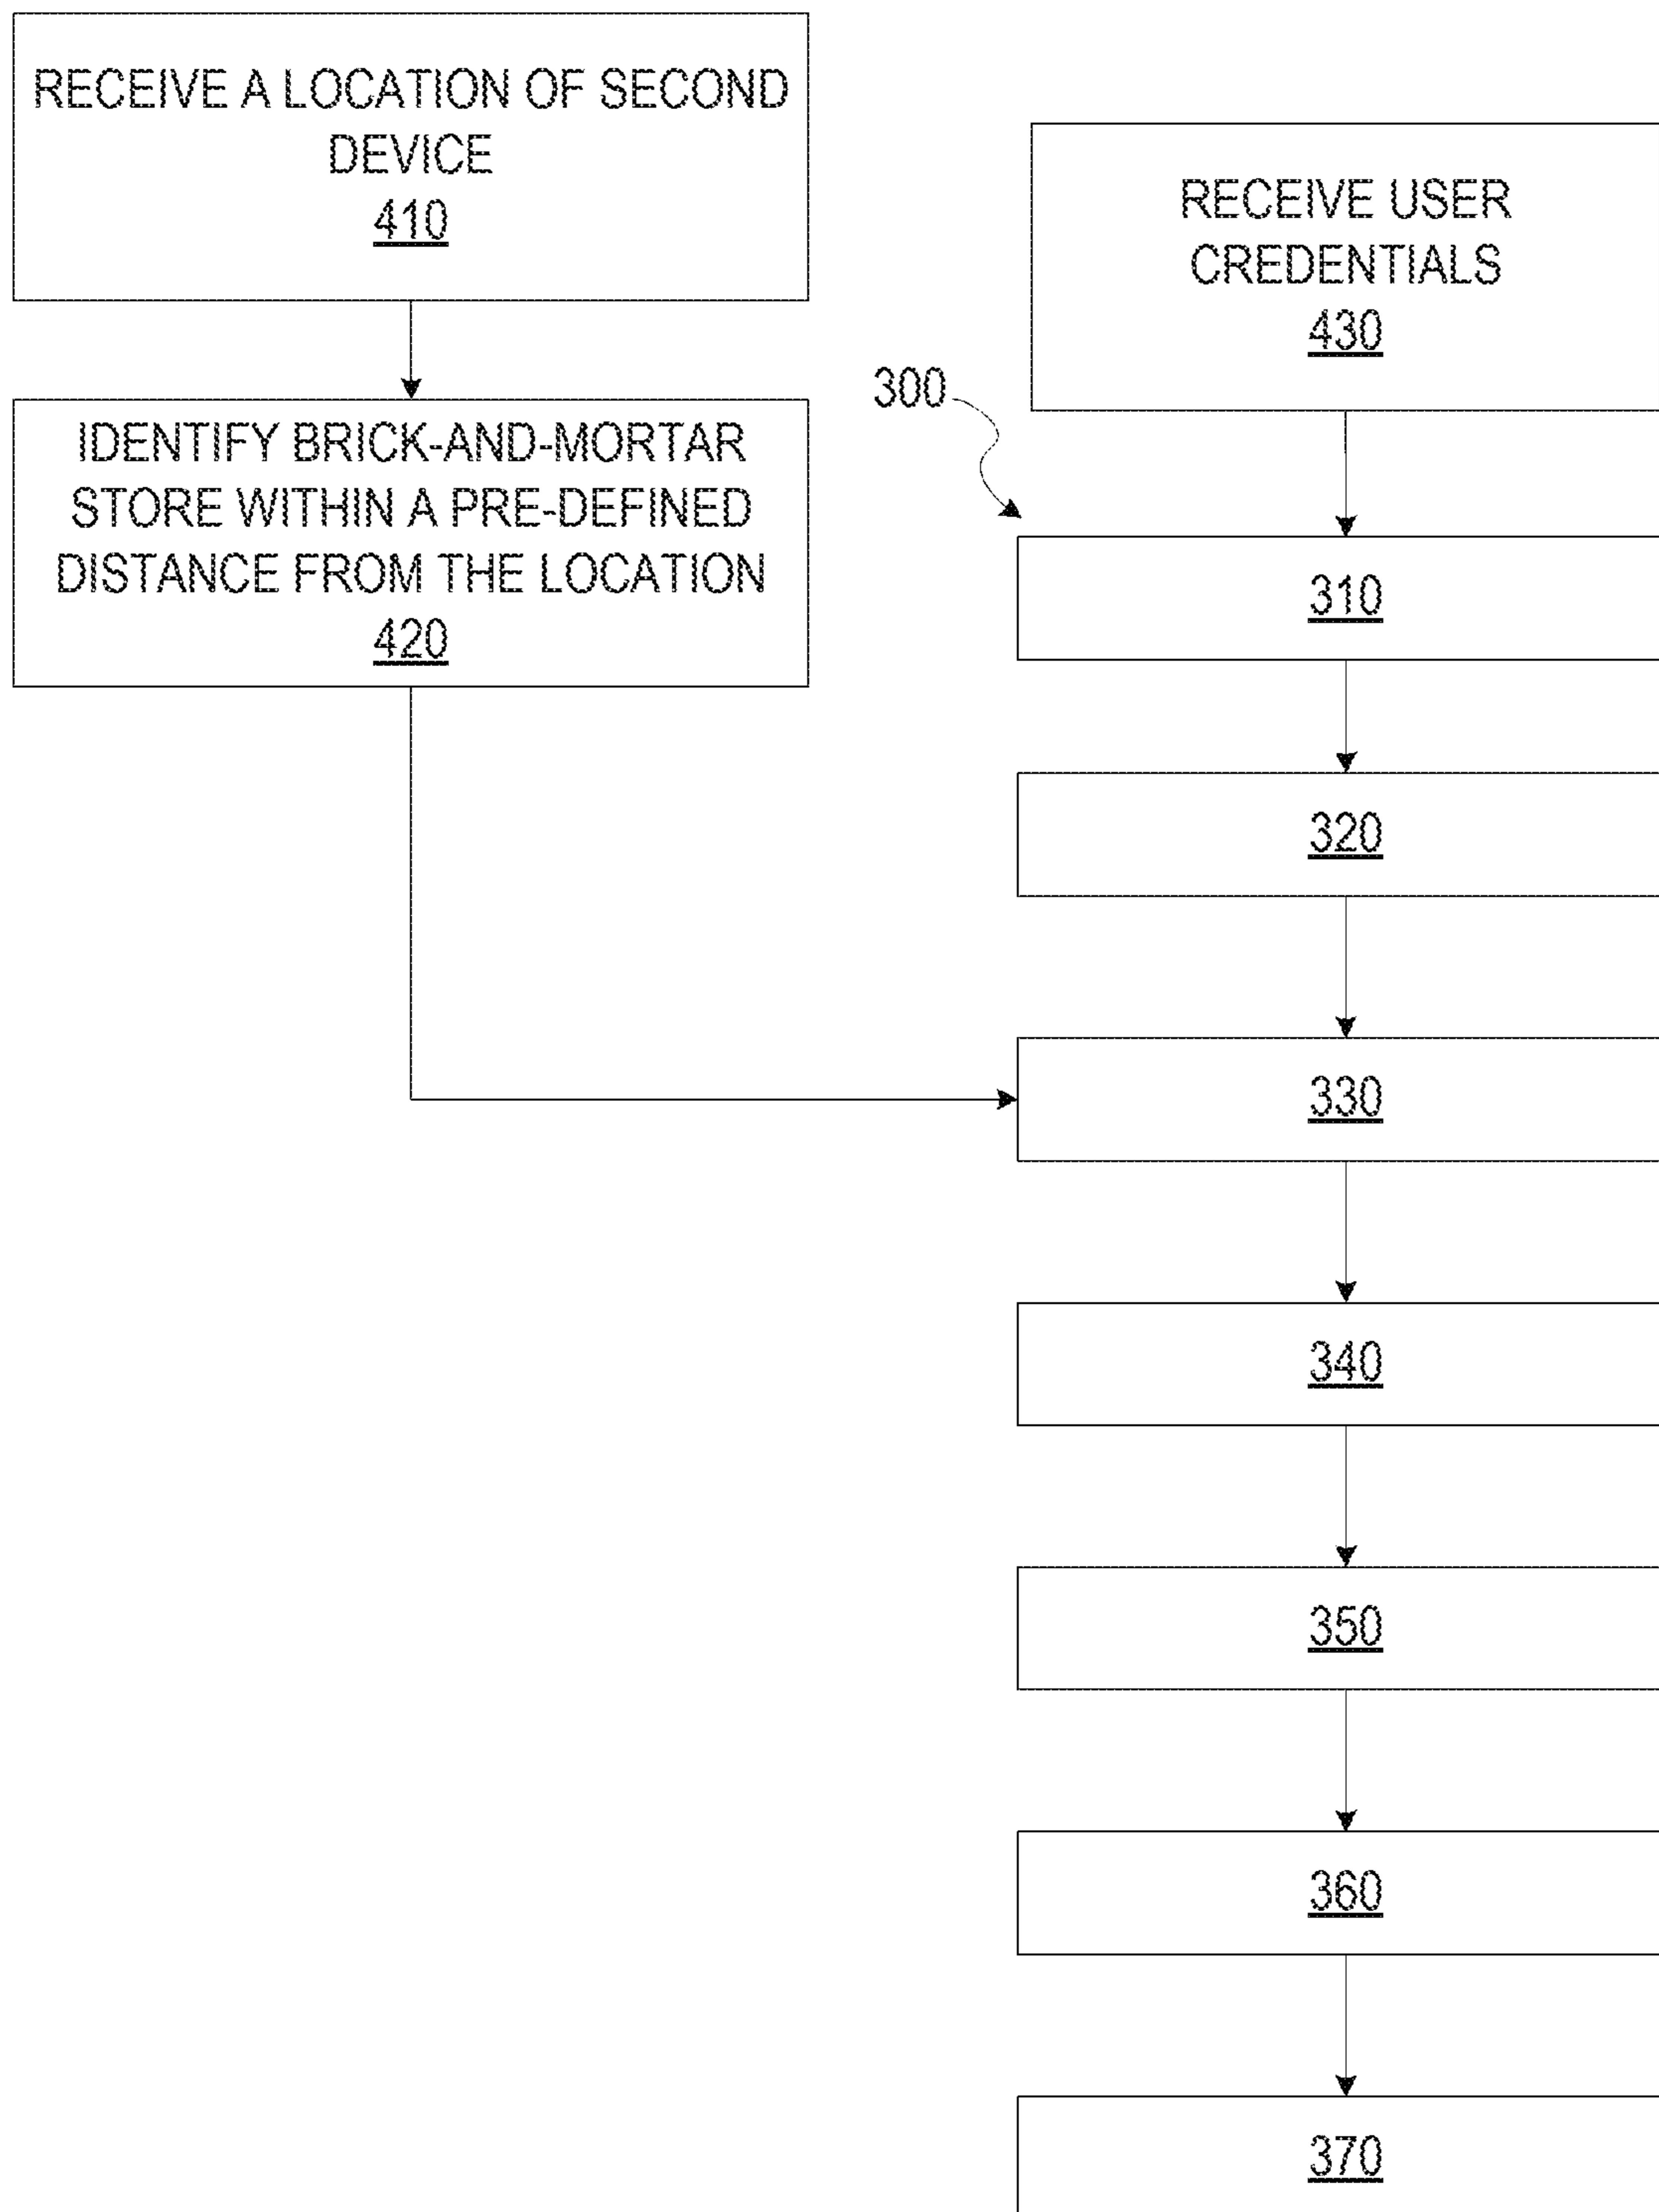 RECEIVE A LOCATION OF SECOND
DEVICE
410
IDENTIFY BRICK-AND-MORTAR
STORE WITHIN A PRE-DEFINED
DISTANCE FROM THE LOCATION
420
RECEIVE USER
CREDENTIALS
430
300
310
320
330
340
350
360
370